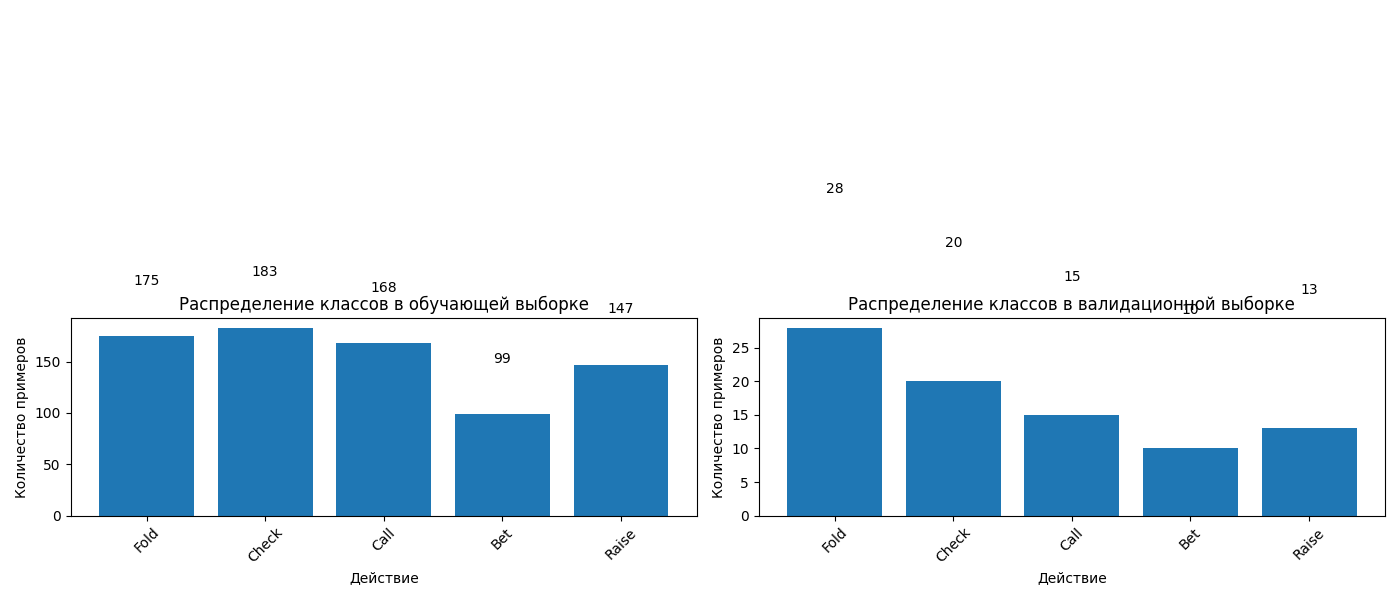 175
183
168
99
147
Распределение классов в обучающей выборке
Количество примеров
150
100
50
0
Fold
Check
Call
Bet
Raise
Действие
28
20
15
10
13
Распределение классов в валидационной выборке
Количество примеров
25
20
15
10
5
0
Fold
Check
Call
Bet
Raise
Действие